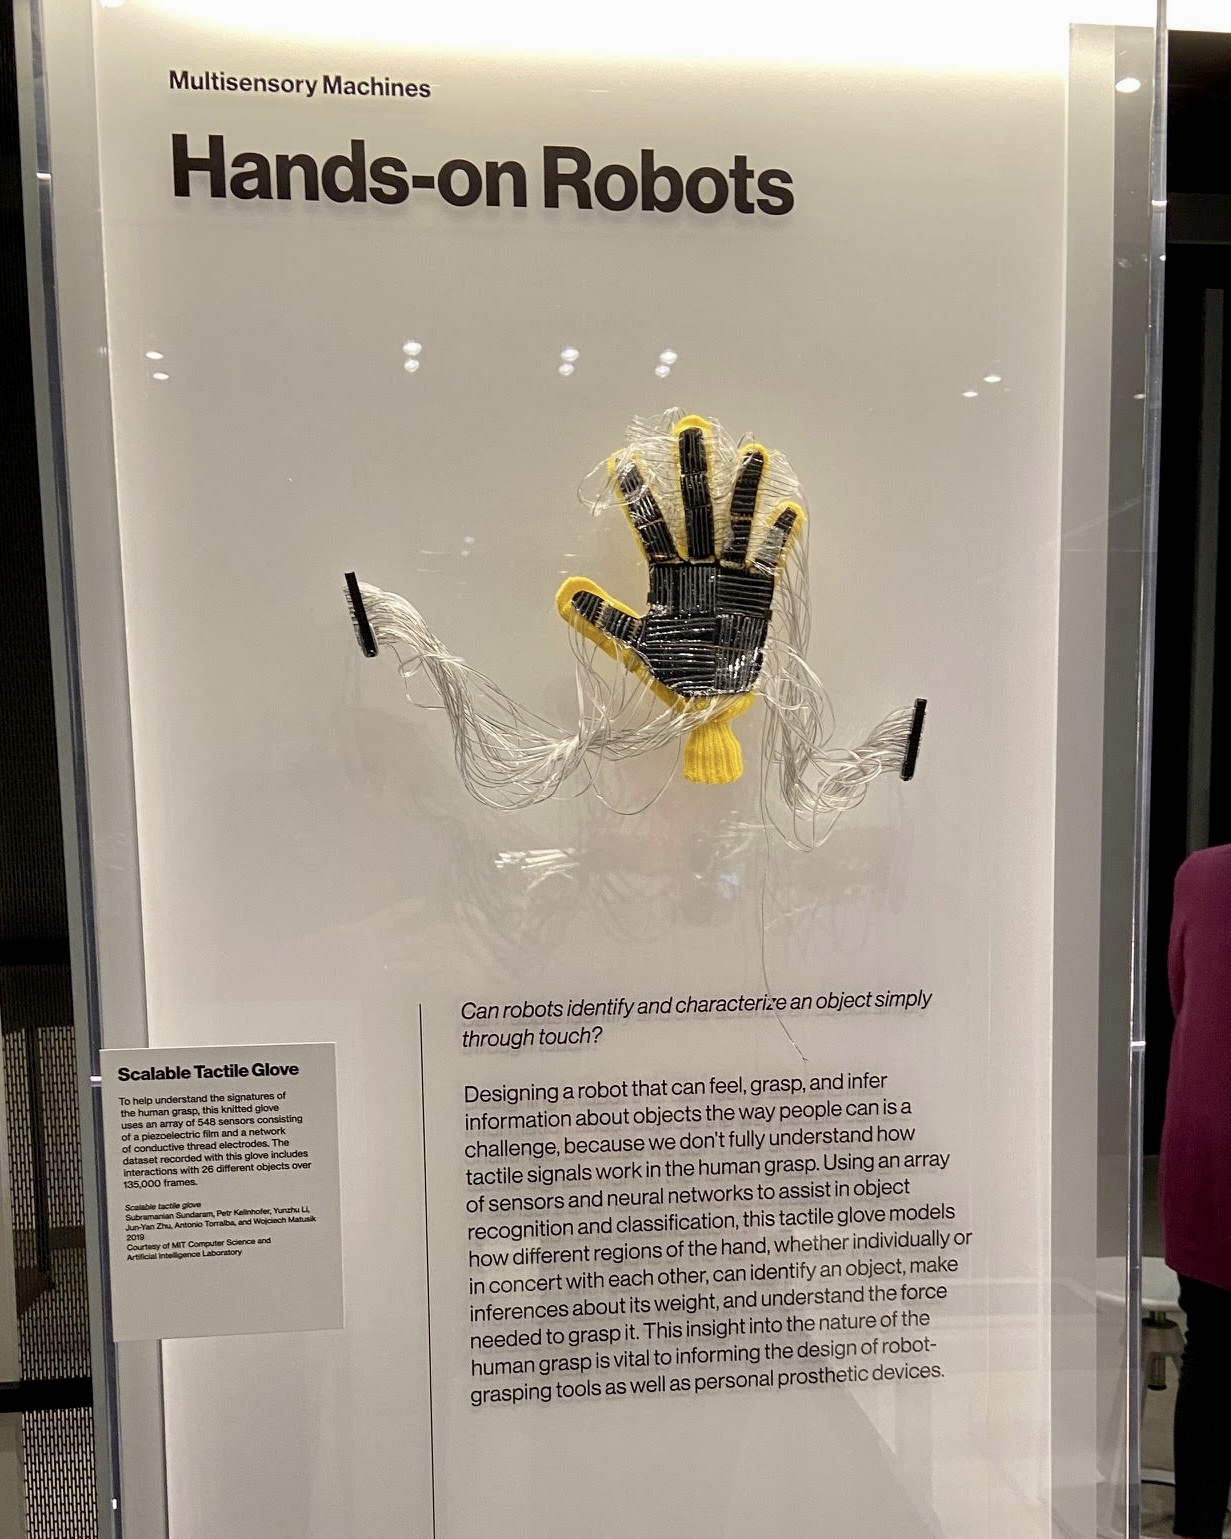 Multisensory Machines
Hands-on Robots
Can robots identify and characterize an object simply
through touch?
Designing a robot that can feel, grasp, and infer
information about objects the way people can is a
challenge, because we don't fully understand how
tactile signals work in the human grasp. Using an array
of sensors and neural networks to assist in object
recognition and classification, this tactile glove models
how different regions of the hand, whether individually or
in concert with each other, can identify an object, make
inferences about its weight, and understand the force
needed to grasp it. This insight into the nature of the
human grasp is vital to informing the design of robot-
grasping tools as well as personal prosthetic devices.
Scalable Tactile Glove
To help understand the signatures of
the human grasp, this knitted glove
uses an array of 548 sensors consisting
of a piezoelectric film and a network
of conductive thread electrodes. The
dataset recorded with this glove includes
interactions with 26 different objects over
135,000 frames.
Scalable tactile glove
Subramanian Sundaram, Petr Kellnhofer, Yunzhu Li,
Jun-Yan Zhu, Antonio Torralba, and Wojciech Matusik
2019
Courtesy of MIT Computer Science and
Artificial Intelligence Laboratory